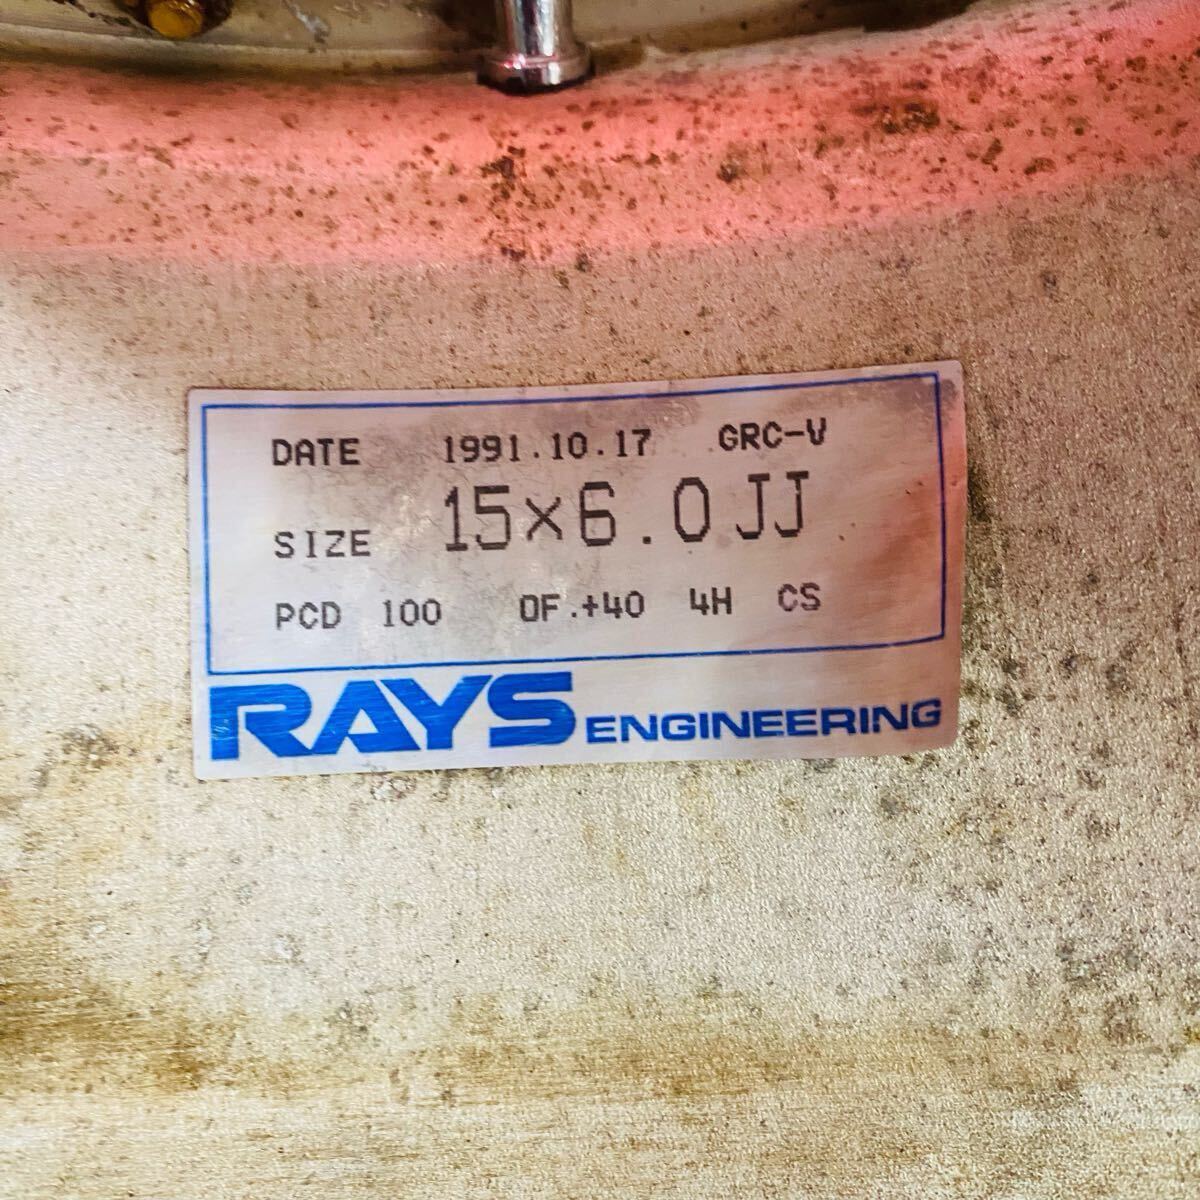 DATE 1991.10.17 GRC-V
SIZE 15×6.0JJ
PCD 100 OF.+40 4H CS
RAYS ENGINEERING